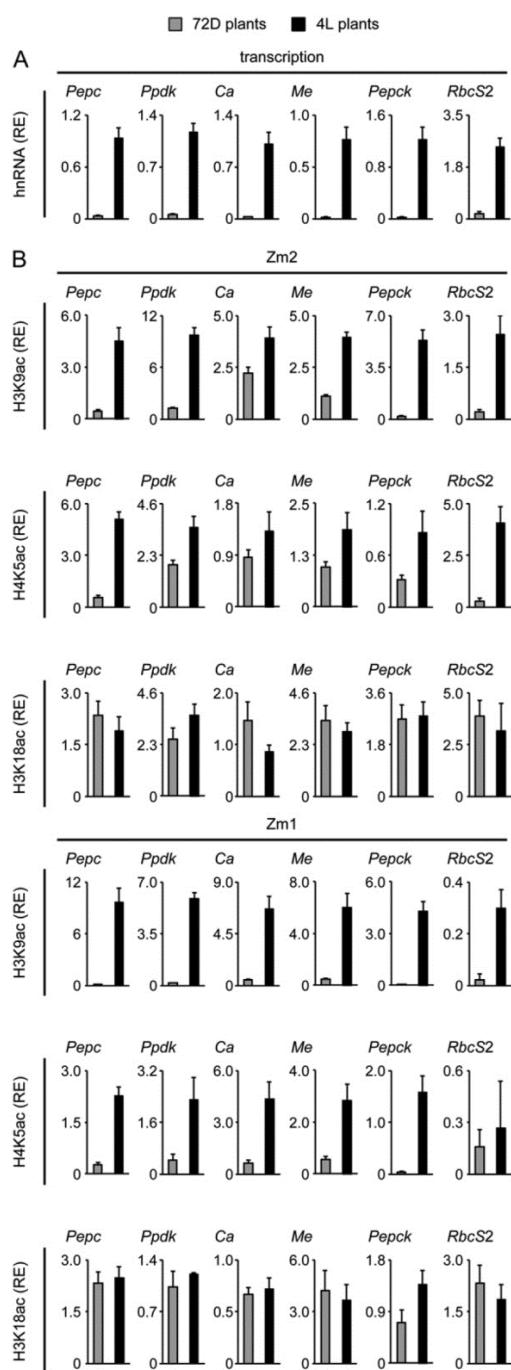 72D plants 4L plants
A transcription
Pepc Ppdk Ca Me Pepck RbcS2
hnRNA (RE)
1.2 1.4 1.4 1.0 1.6 3.5
0.6 0.7 0.7 0.5 0.8 2.8
0 0 0 0 0 0
B Zm2
Pepc Ppdk Ca Me Pepck RbcS2
H3K9ac (RE)
6.0 12 5.0 5.0 7.0 3.0
3.0 6 2.5 2.5 3.5 1.5
0 0 0 0 0 0
Pepc Ppdk Ca Me Pepck RbcS2
H4K5ac (RE)
6.0 4.6 1.8 2.5 1.2 5.0
3.0 2.3 0.9 1.3 0.6 2.5
0 0 0 0 0 0
Pepc Ppdk Ca Me Pepck RbcS2
H3K18ac (RE)
3.0 4.6 2.0 4.6 3.6 5.0
1.5 2.3 1.0 2.3 1.8 2.5
0 0 0 0 0 0
Zm1
Pepc Ppdk Ca Me Pepck RbcS2
H3K9ac (RE)
12 7.0 9.0 8.0 6.0 0.4
6 3.5 4.5 4.0 4.0 0.2
0 0 0 0 0 0
Pepc Ppdk Ca Me Pepck RbcS2
H4K5ac (RE)
3.0 3.2 6.0 4.0 2.0 0.6
1.5 1.6 3.0 2.0 1.0 0.3
0 0 0 0 0 0
Pepc Ppdk Ca Me Pepck RbcS2
H3K18ac (RE)
3.0 1.4 1.0 6.0 1.8 3.0
1.5 0.7 0.5 3.0 0.9 1.5
0 0 0 0 0 0